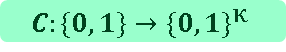 C: {0, 1} → {0, 1}ᴷ